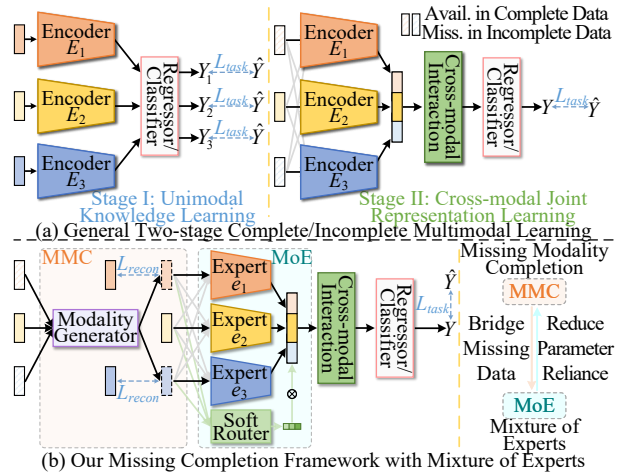 Avail. in Complete Data
Miss. in Incomplete Data
Encoder
E1
Encoder
E2
Encoder
E3
Regressor/
Classifier
Y1 Ltask Ŷ
Y2 Ltask Ŷ
Y3 Ltask Ŷ
Stage I: Unimodal
Knowledge Learning
Encoder
E1
Encoder
E2
Encoder
E3
Cross-modal
Interaction
Regressor/
Classifier
Y Ltask Ŷ
Stage II: Cross-modal Joint
Representation Learning
(a) General Two-stage Complete/Incomplete Multimodal Learning
MMC
Lrecon
Modality
Generator
Lrecon
MoE
Expert
e1
Expert
e2
Expert
e3
Soft
Router
⊗
Cross-modal
Interaction
Regressor/
Classifier
Ŷ
Ltask
Y
Missing Modality
Completion
MMC
Bridge
Missing
Data
Reduce
Parameter
Reliance
MoE
Mixture of Experts
(b) Our Missing Completion Framework with Mixture of Experts